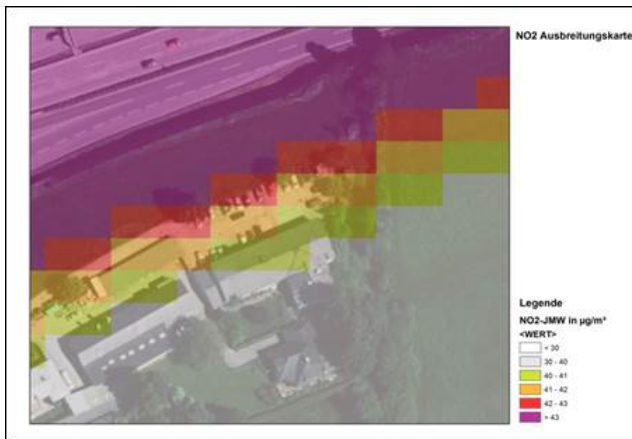 NO2 Ausbreitungskarte
Legende
NO2-JMW in µg/m³
<WERT>
< 30
30 - 40
40 - 41
41 - 42
42 - 43
> 43